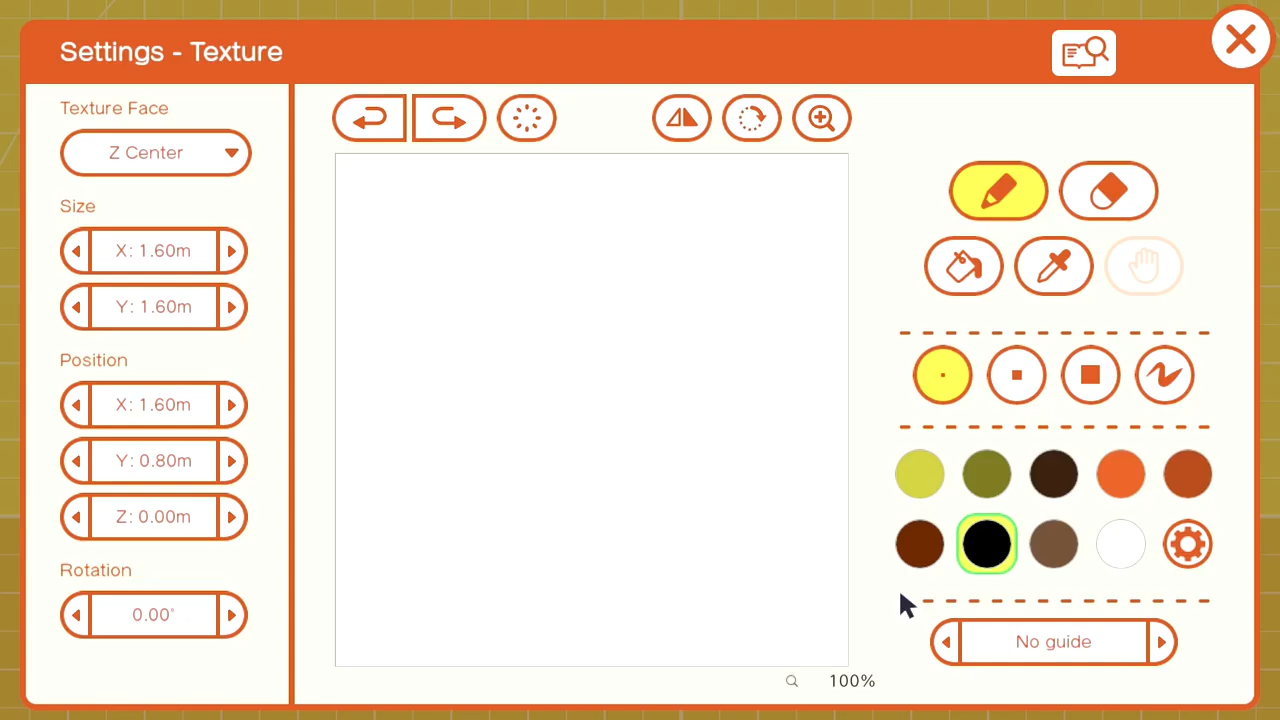 Settings - Texture
Texture Face
Z Center
Size
X: 1.60m
Y: 1.60m
Position
X: 1.60m
Y: 0.80m
Z: 0.00m
Rotation
0.00°
No guide
100%